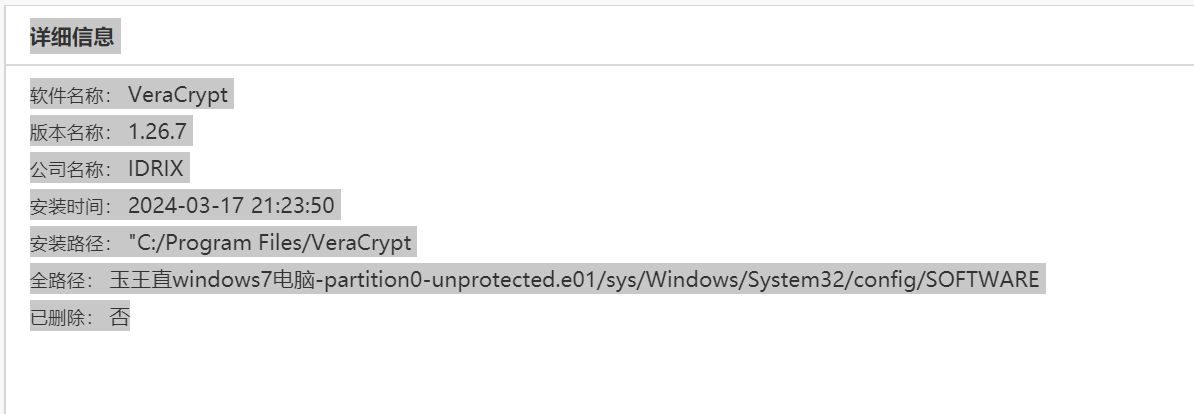 详细信息
软件名称： VeraCrypt
版本名称： 1.26.7
公司名称： IDRIX
安装时间： 2024-03-17 21:23:50
安装路径： "C:/Program Files/VeraCrypt
全路径： 玉王直windows7电脑-partition0-unprotected.e01/sys/Windows/System32/config/SOFTWARE
已删除： 否